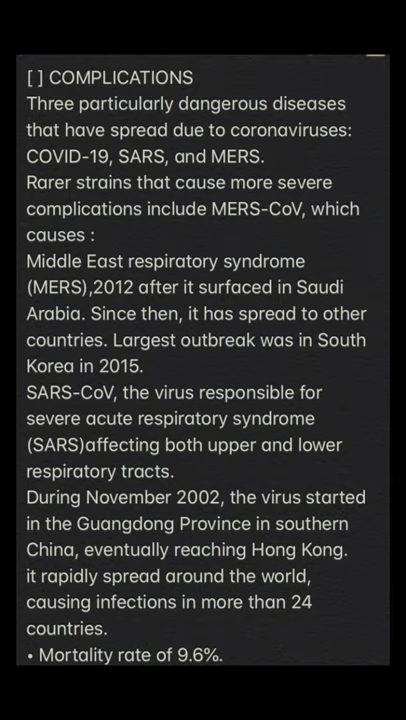 [ ] COMPLICATIONS
Three particularly dangerous diseases
that have spread due to coronaviruses:
COVID-19, SARS, and MERS.
Rarer strains that cause more severe
complications include MERS-CoV, which
causes :
Middle East respiratory syndrome
(MERS),2012 after it surfaced in Saudi
Arabia. Since then, it has spread to other
countries. Largest outbreak was in South
Korea in 2015.
SARS-CoV, the virus responsible for
severe acute respiratory syndrome
(SARS)affecting both upper and lower
respiratory tracts.
During November 2002, the virus started
in the Guangdong Province in southern
China, eventually reaching Hong Kong.
it rapidly spread around the world,
causing infections in more than 24
countries.
• Mortality rate of 9.6%.